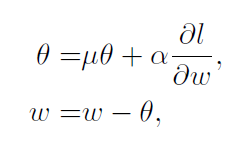 θ =μθ + α ∂l/∂w,
w =w − θ,